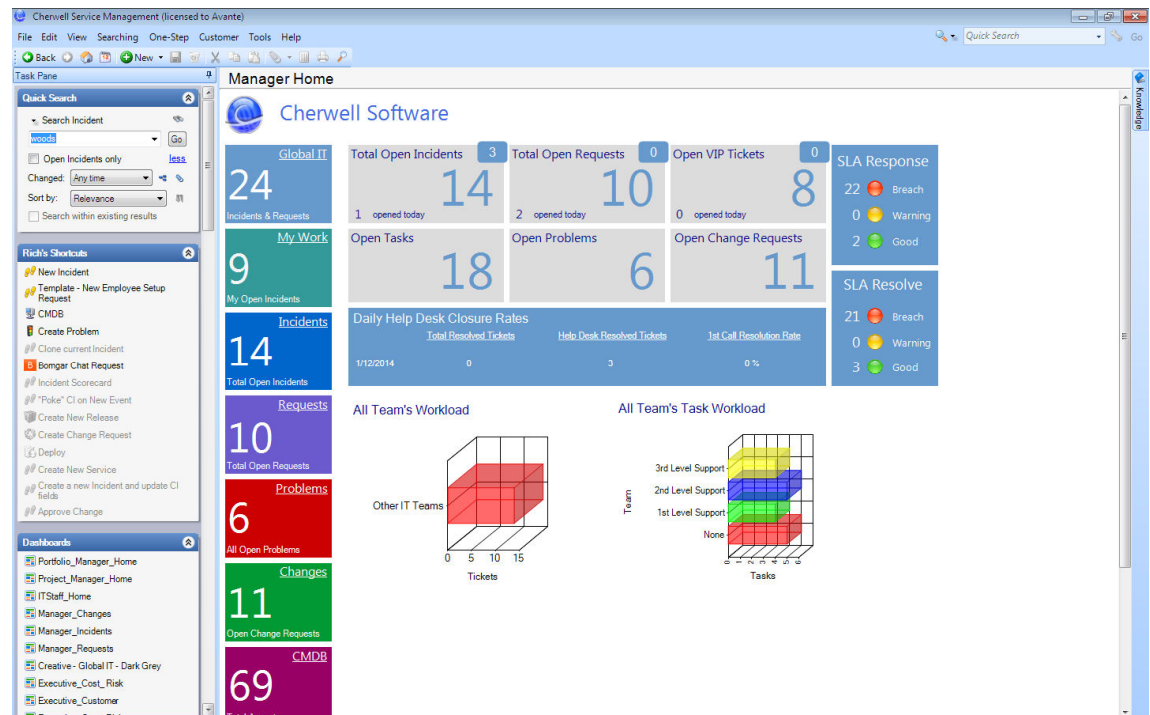 Cherwell Service Management (licensed to Avante)
File Edit View Searching One-Step Customer Tools Help
Quick Search Go
Back New
Task Pane
Manager Home
Knowledge
Quick Search
Search Incident
woods Go
Open Incidents only less
Changed: Any time
Sort by: Relevance
Search within existing results
Rich's Shortcuts
New Incident
Template - New Employee Setup
Request
CMDB
Create Problem
Clone current Incident
B Bomgar Chat Request
Incident Scorecard
"Poke" CI on New Event
Create New Release
Create Change Request
Deploy
Create New Service
Create a new Incident and update CI
fields
Approve Change
Dashboards
Portfolio_Manager_Home
Project_Manager_Home
ITStaff_Home
Manager_Changes
Manager_Incidents
Manager_Requests
Creative - Global IT - Dark Grey
Executive_Cost_Risk
Executive_Customer
Cherwell Software
Global IT
24
Incidents & Requests
My Work
9
My Open Incidents
Incidents
14
Total Open Incidents
Requests
10
Total Open Requests
Problems
6
All Open Problems
Changes
11
Open Change Requests
CMDB
69
Total Open Incidents 3
14
1 opened today
Total Open Requests 0
10
2 opened today
Open VIP Tickets 0
8
0 opened today
Open Tasks
18
Open Problems
6
Open Change Requests
11
SLA Response
22 Breach
0 Warning
2 Good
SLA Resolve
21 Breach
0 Warning
3 Good
Daily Help Desk Closure Rates
Total Resolved Tickets Help Desk Resolved Tickets 1st Call Resolution Rate
1/12/2014 0 3 0 %
All Team's Workload
Other IT Teams
0 5 10 15
Tickets
All Team's Task Workload
Team
3rd Level Support
2nd Level Support
1st Level Support
None
0 1 2 3 4 5 6
Tasks